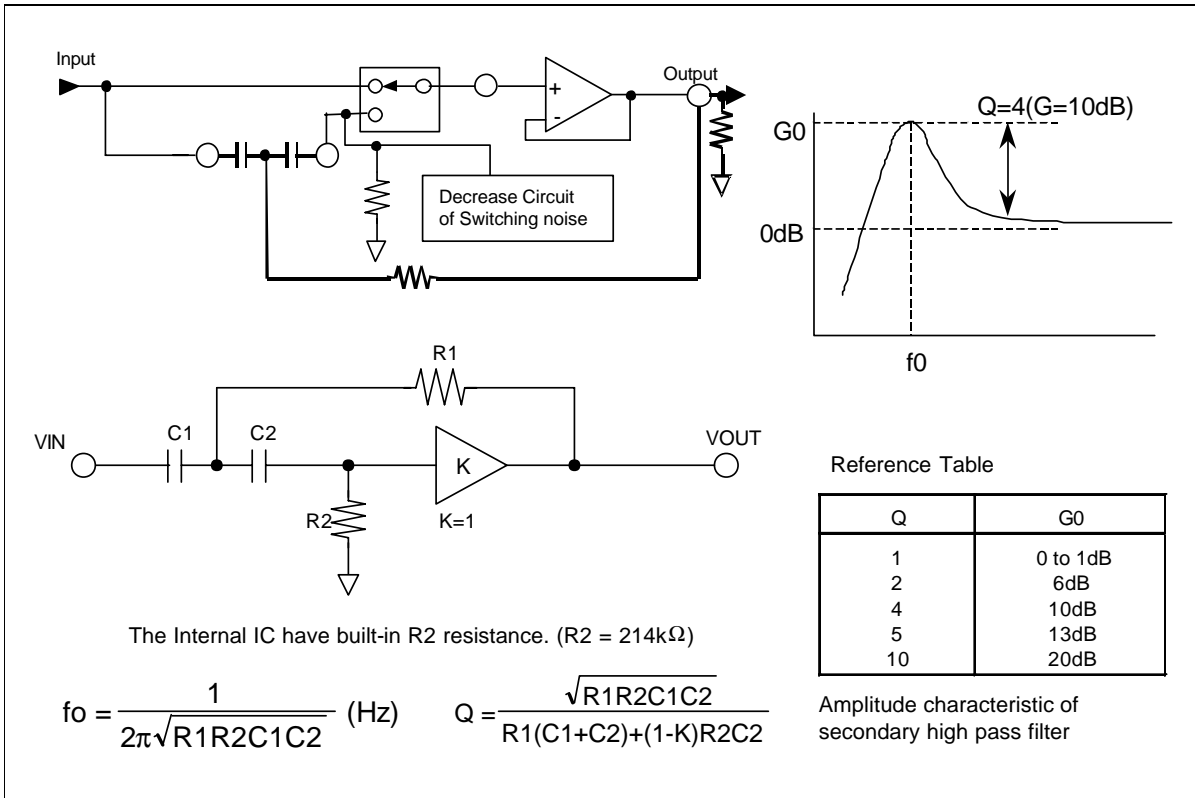 Input
Output
+
-
Decrease Circuit
of Switching noise
Q=4(G=10dB)
G0
0dB
f0
R1
VIN
C1
C2
K
VOUT
R2
K=1
Reference Table
Q G0
1 0 to 1dB
2 6dB
4 10dB
5 13dB
10 20dB
Amplitude characteristic of
secondary high pass filter
The Internal IC have built-in R2 resistance. (R2 = 214kΩ)
fo = 1 / 2π√R1R2C1C2 (Hz)
Q = √R1R2C1C2 / R1(C1+C2)+(1-K)R2C2